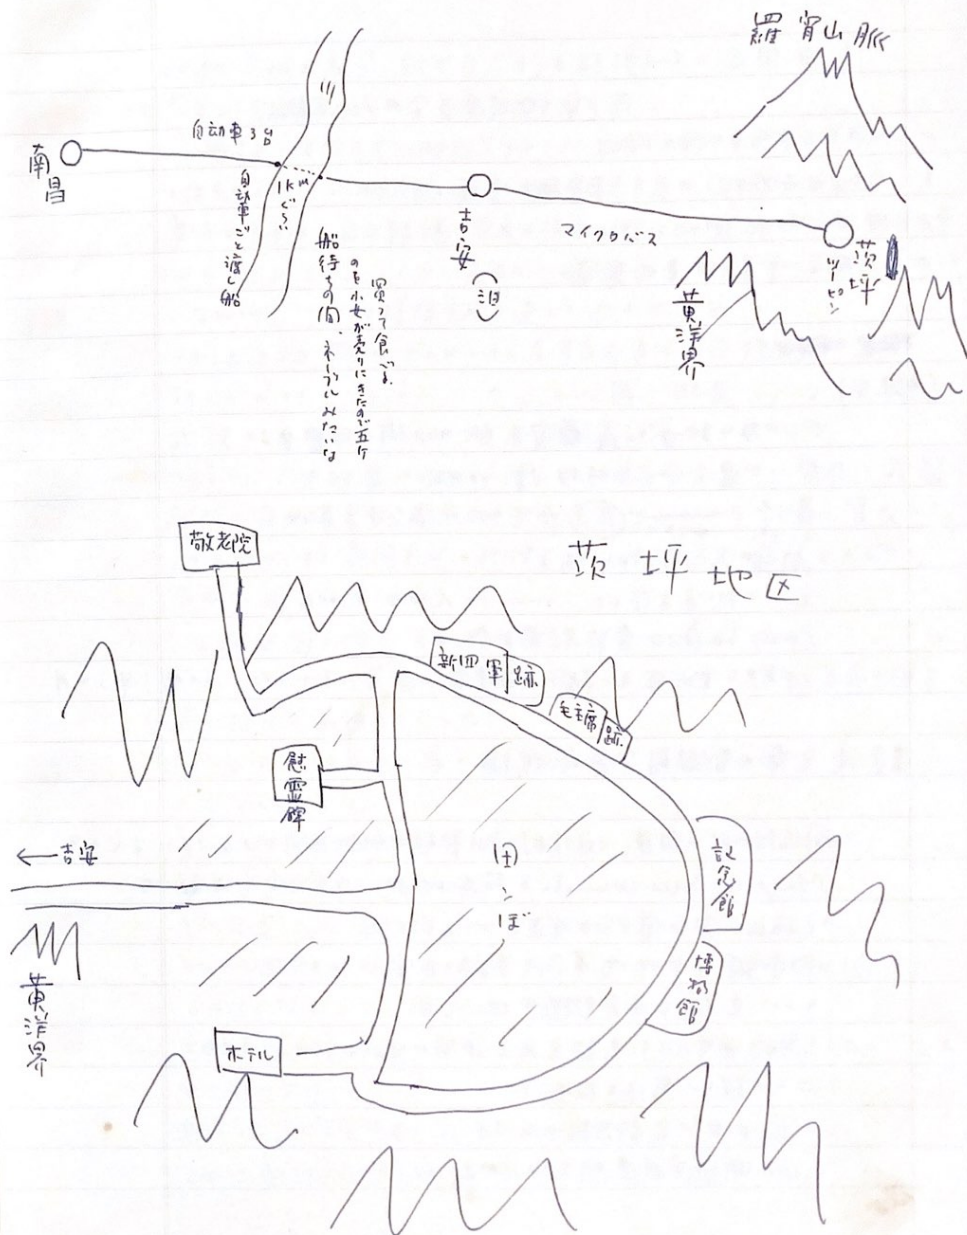 羅霄山脈
南昌
自動車3台
自動車ごと渡し船
1kmぐらい
船待ちの間、ネーブルみたいな
のを少女が売りにきたので五ケ
買って食べる
吉安
(泊)
マイクロバス
茨坪
ツーピン
黄洋界
茨坪地区
敬老院
新四軍跡
毛主席跡
慰霊碑
←吉安
田んぼ
記念館
博物館
黄洋界
ホテル